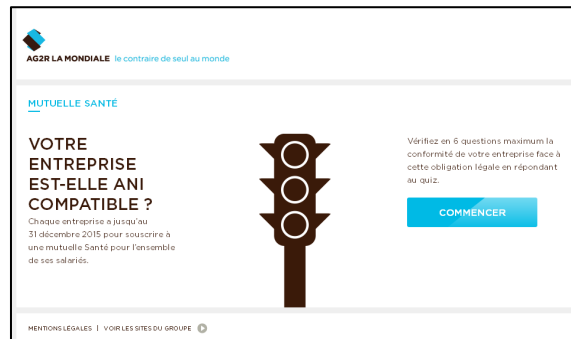 AG2R LA MONDIALE le contraire de seul au monde
MUTUELLE SANTÉ
VOTRE
ENTREPRISE
EST-ELLE ANI
COMPATIBLE ?
Chaque entreprise a jusqu'au
31 décembre 2015 pour souscrire à
une mutuelle Santé pour l'ensemble
de ses salariés.
Vérifiez en 6 questions maximum la
conformité de votre entreprise face à
cette obligation légale en répondant
au quiz.
COMMENCER
MENTIONS LÉGALES | VOIR LES SITES DU GROUPE